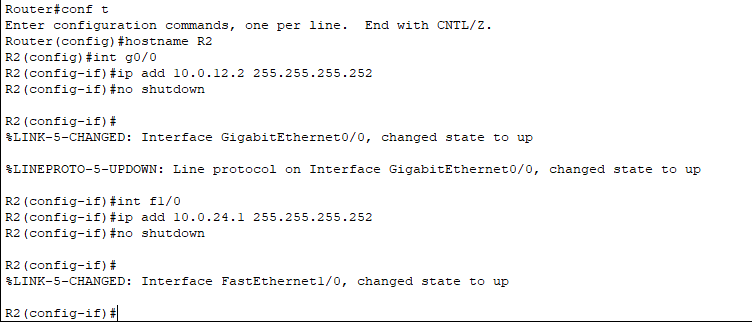 Router#conf t
Enter configuration commands, one per line.  End with CNTL/Z.
Router(config)#hostname R2
R2(config)#int g0/0
R2(config-if)#ip add 10.0.12.2 255.255.255.252
R2(config-if)#no shutdown
R2(config-if)#
%LINK-5-CHANGED: Interface GigabitEthernet0/0, changed state to up
%LINEPROTO-5-UPDOWN: Line protocol on Interface GigabitEthernet0/0, changed state to up
R2(config-if)#int f1/0
R2(config-if)#ip add 10.0.24.1 255.255.255.252
R2(config-if)#no shutdown
R2(config-if)#
%LINK-5-CHANGED: Interface FastEthernet1/0, changed state to up
R2(config-if)#